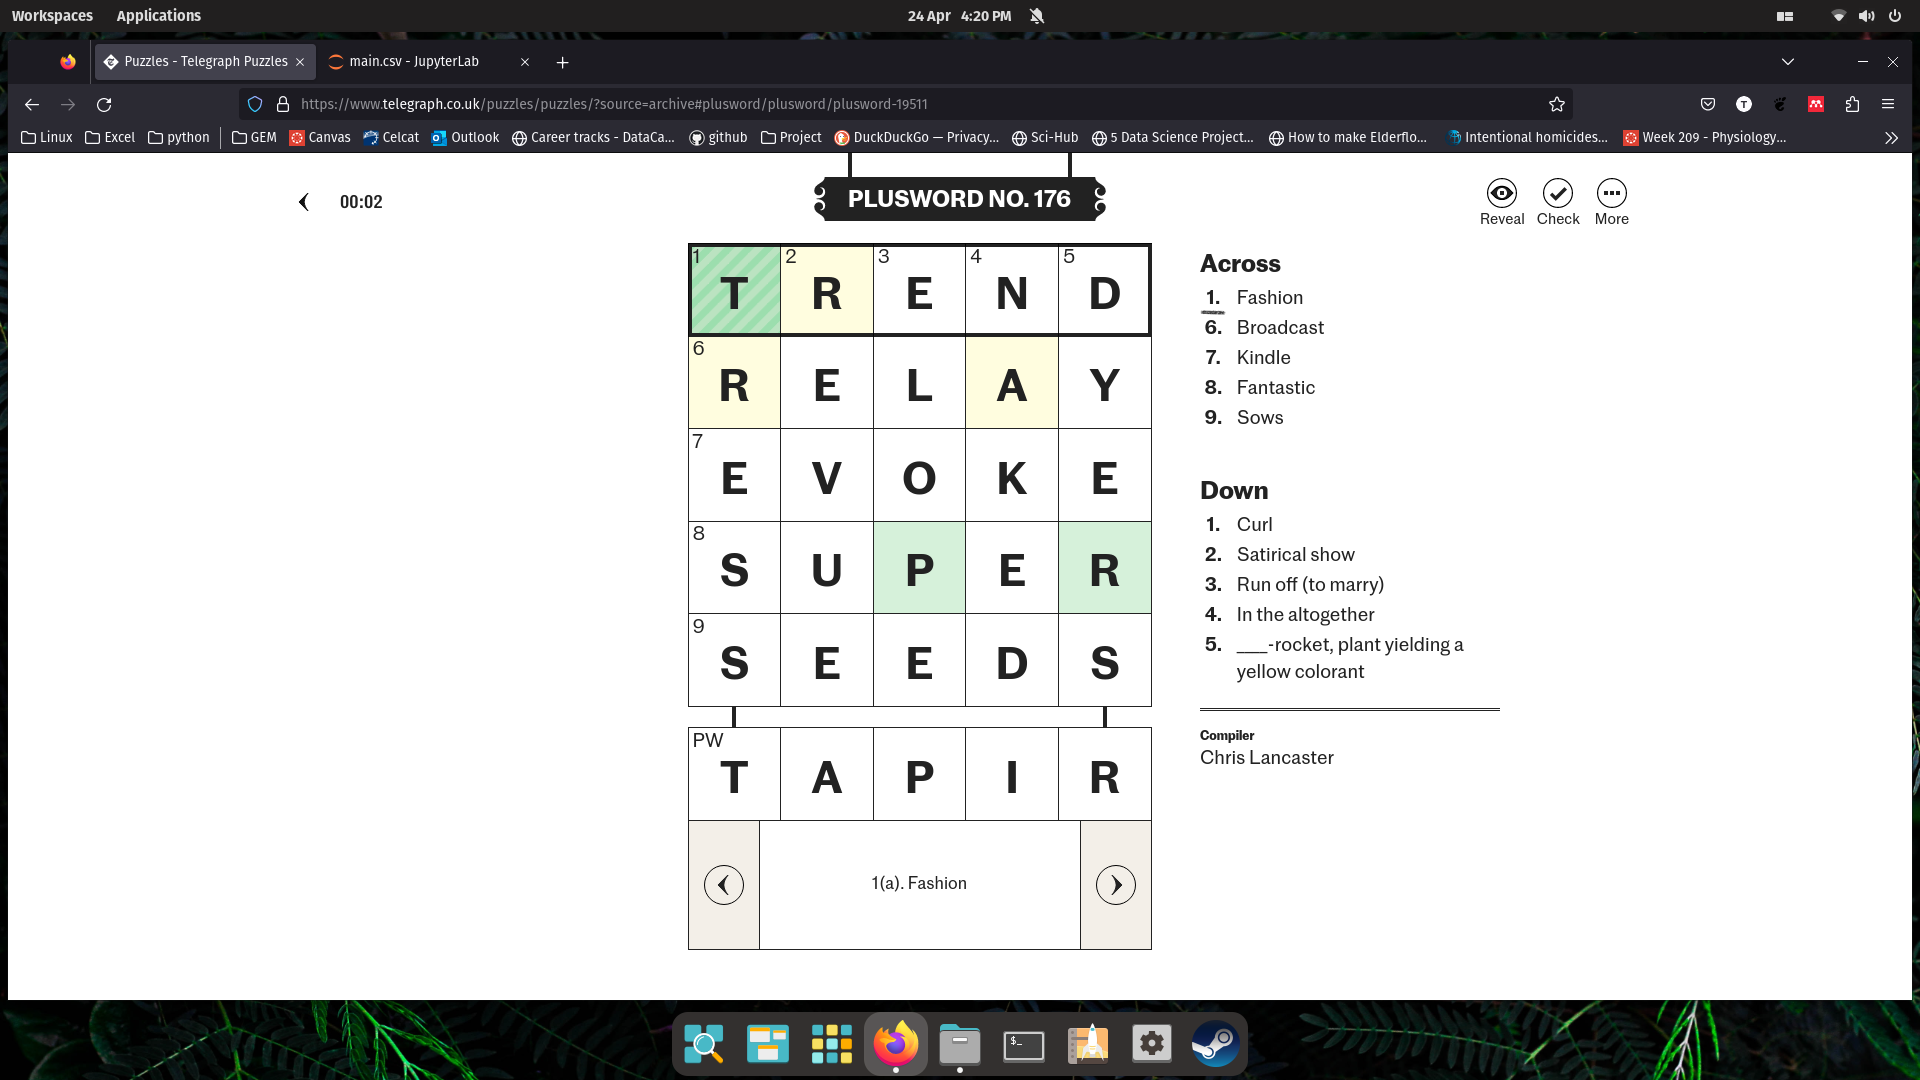 Workspaces Applications 24 Apr 4:20 PM
Puzzles - Telegraph Puzzles main.csv - JupyterLab
https://www.telegraph.co.uk/puzzles/puzzles/?source=archive#plusword/plusword/plusword-19511
Linux Excel python GEM Canvas Celcat Outlook Career tracks - DataCa... github Project DuckDuckGo — Privacy,... Sci-Hub 5 Data Science Project... How to make Elderflo... Intentional homicides... Week 209 - Physiology...
00:02
PLUSWORD NO. 176
Reveal Check More
1 T 2 R 3 E 4 N 5 D
6 R E L A Y
7 E V O K E
8 S U P E R
9 S E E D S
PW T A P I R
1(a). Fashion
Across
1. Fashion
6. Broadcast
7. Kindle
8. Fantastic
9. Sows
Down
1. Curl
2. Satirical show
3. Run off (to marry)
4. In the altogether
5. ___-rocket, plant yielding a
yellow colorant
Compiler
Chris Lancaster